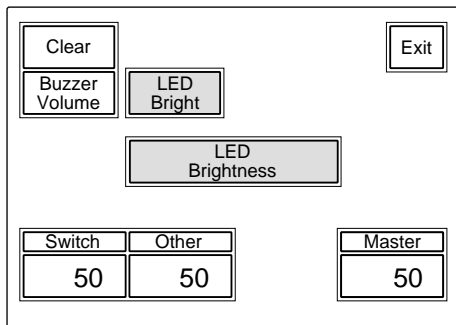 Clear
Exit
Buzzer
Volume
LED
Bright
LED
Brightness
Switch Other Master
50 50 50